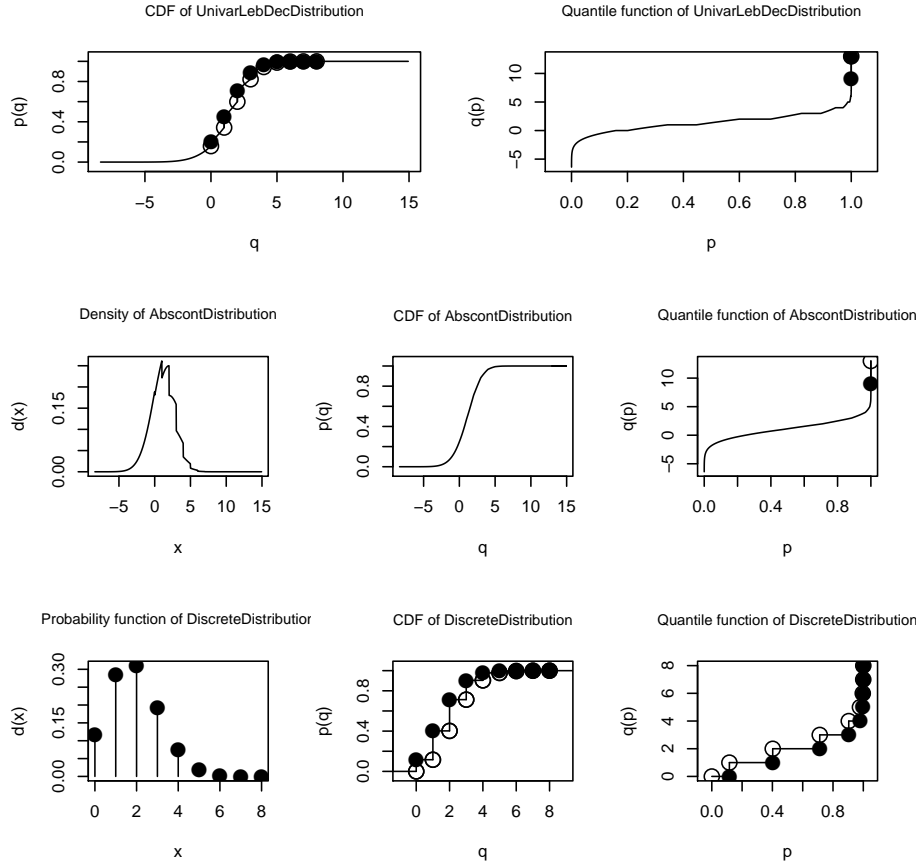 CDF of UnivarLebDecDistribution
Quantile function of UnivarLebDecDistribution
p(q)
0.0 0.4 0.8
−5 0 5 10 15
q
q(p)
−5 0 5 10
0.0 0.2 0.4 0.6 0.8 1.0
p
Density of AbscontDistribution
CDF of AbscontDistribution
Quantile function of AbscontDistribution
d(x)
0.00 0.15
−5 0 5 10 15
x
p(q)
0.0 0.4 0.8
−5 0 5 10 15
q
q(p)
−5 0 5 10
0.0 0.4 0.8
p
Probability function of DiscreteDistribution
CDF of DiscreteDistribution
Quantile function of DiscreteDistribution
d(x)
0.00 0.15 0.30
0 2 4 6 8
x
p(q)
0.0 0.4 0.8
0 2 4 6 8
q
q(p)
0 2 4 6 8
0.0 0.4 0.8
p